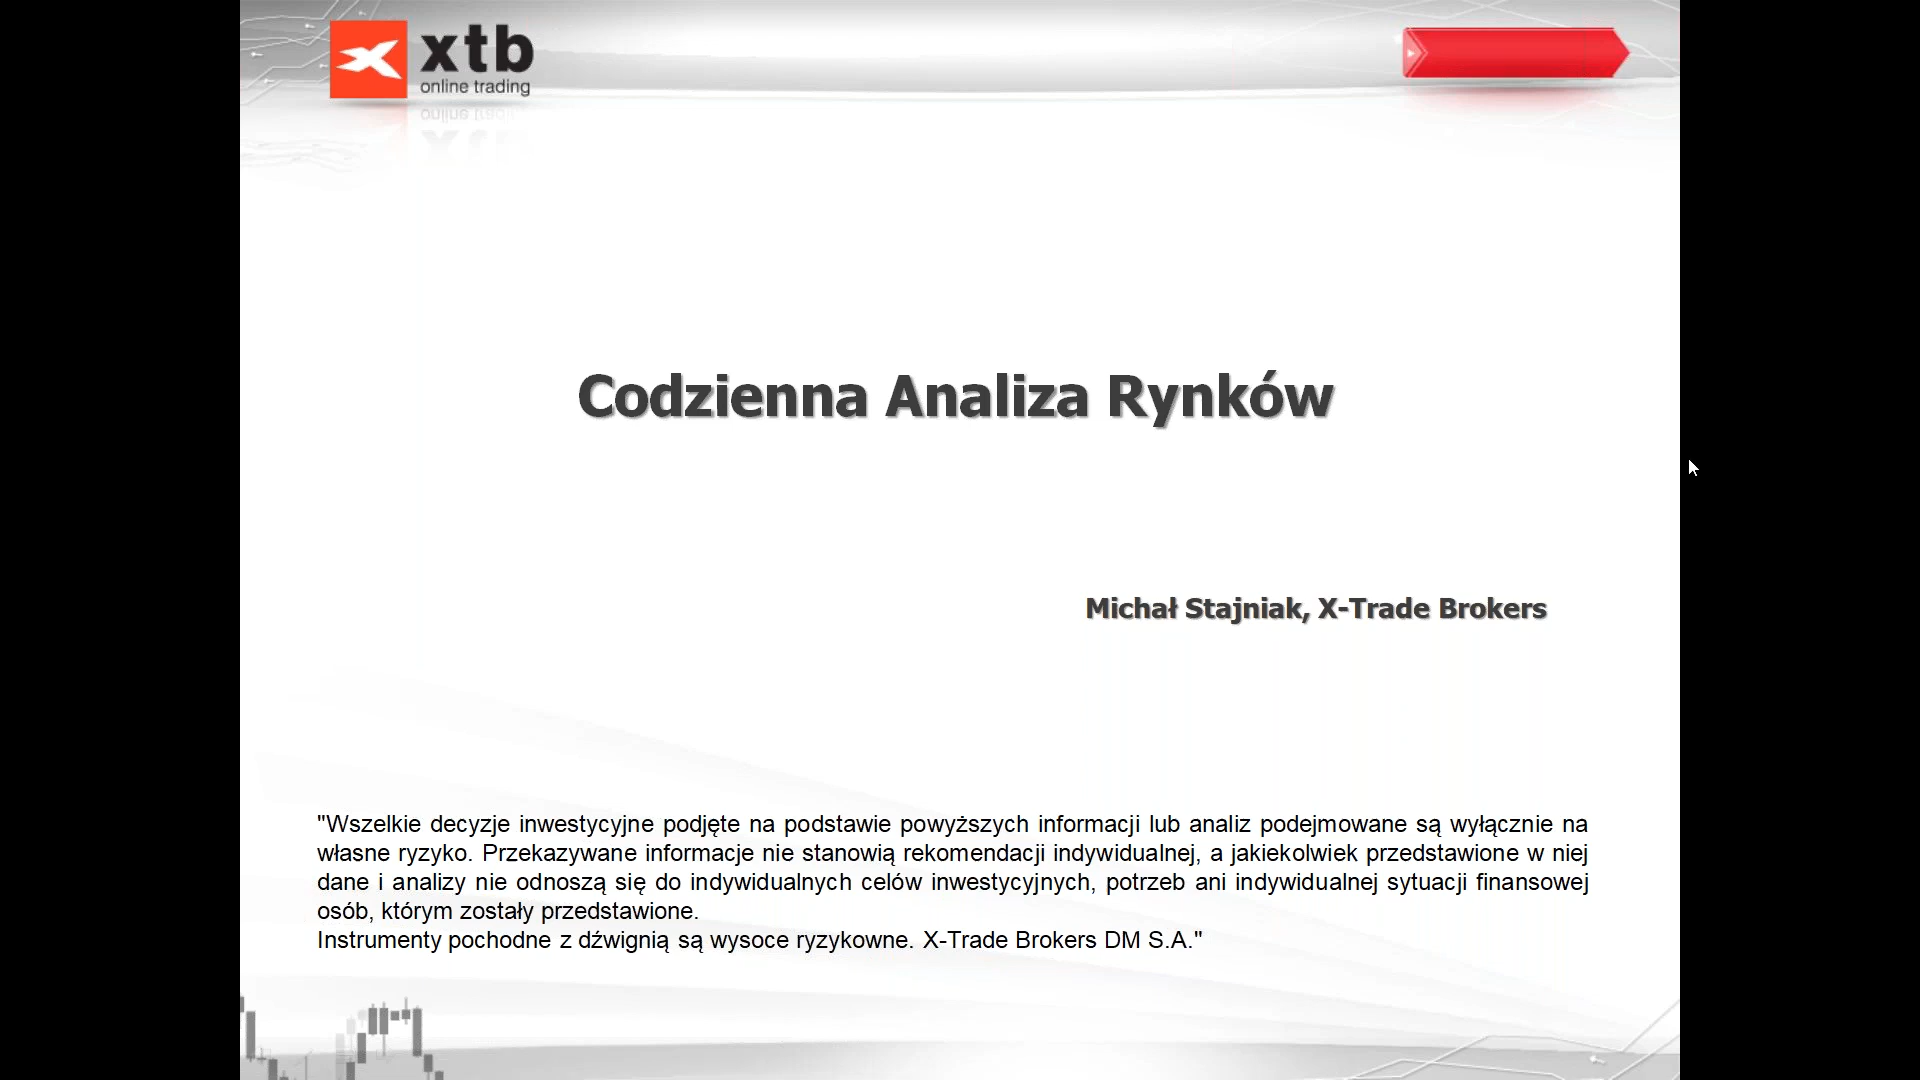 xtb
online trading
Codzienna Analiza Rynków
Michał Stajniak, X-Trade Brokers
"Wszelkie decyzje inwestycyjne podjęte na podstawie powyższych informacji lub analiz podejmowane są wyłącznie na
własne ryzyko. Przekazywane informacje nie stanowią rekomendacji indywidualnej, a jakiekolwiek przedstawione w niej
dane i analizy nie odnoszą się do indywidualnych celów inwestycyjnych, potrzeb ani indywidualnej sytuacji finansowej
osób, którym zostały przedstawione.
Instrumenty pochodne z dźwignią są wysoce ryzykowne. X-Trade Brokers DM S.A."